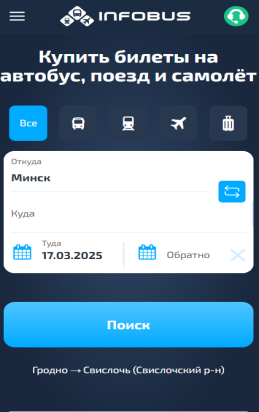 INFOBUS
Купить билеты на
автобус, поезд и самолёт
Все
Откуда
Минск
Куда
Туда
17.03.2025
Обратно
Поиск
Гродно → Свислочь (Свислочский р-н)